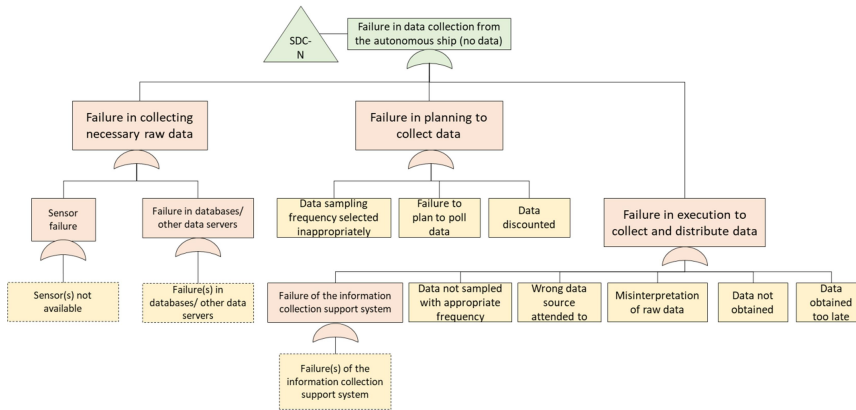 SDC-
N
Failure in data collection from
the autonomous ship (no data)
Failure in collecting
necessary raw data
Failure in planning to
collect data
Sensor
failure
Failure in databases/
other data servers
Data sampling
frequency selected
inappropriately
Failure to
plan to poll
data
Data
discounted
Failure in execution to
collect and distribute data
Sensor(s) not
available
Failure(s) in
databases/ other data
servers
Failure of the information
collection support system
Data not sampled
with appropriate
frequency
Wrong data
source
attended to
Misinterpretation
of raw data
Data not
obtained
Data
obtained
too late
Failure(s) of the
information collection
support system